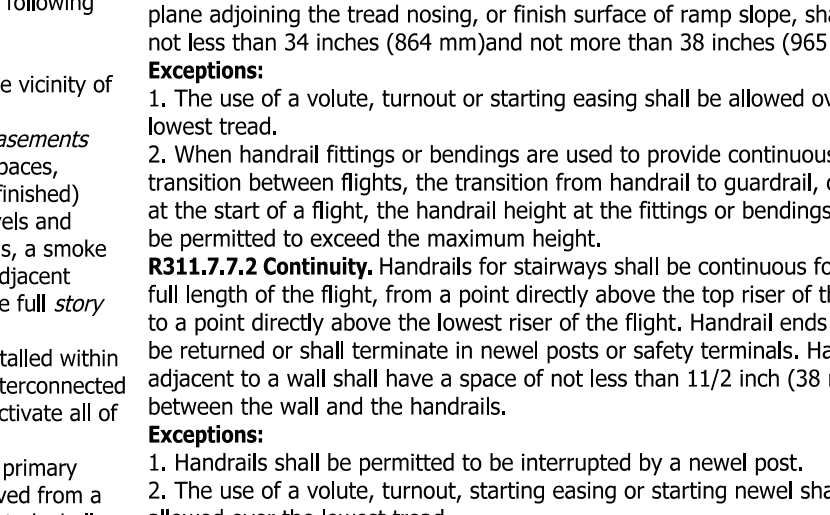 following
e vicinity of
asements
paces,
finished)
vels and
s, a smoke
djacent
e full story
talled within
terconnected
ctivate all of
primary
ved from a
plane adjoining the tread nosing, or finish surface of ramp slope, sha
not less than 34 inches (864 mm)and not more than 38 inches (965
Exceptions:
1. The use of a volute, turnout or starting easing shall be allowed ov
lowest tread.
2. When handrail fittings or bendings are used to provide continuous
transition between flights, the transition from handrail to guardrail, o
at the start of a flight, the handrail height at the fittings or bendings
be permitted to exceed the maximum height.
R311.7.7.2 Continuity. Handrails for stairways shall be continuous fo
full length of the flight, from a point directly above the top riser of th
to a point directly above the lowest riser of the flight. Handrail ends
be returned or shall terminate in newel posts or safety terminals. Ha
adjacent to a wall shall have a space of not less than 11/2 inch (38 m
between the wall and the handrails.
Exceptions:
1. Handrails shall be permitted to be interrupted by a newel post.
2. The use of a volute, turnout, starting easing or starting newel sha
allowed over the lowest tread